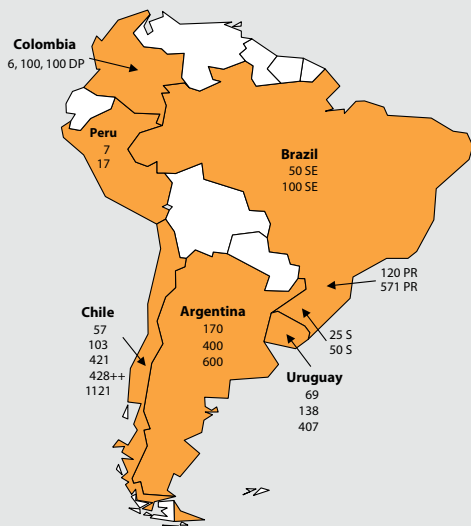 Colombia
6, 100, 100 DP
Peru
7
17
Brazil
50 SE
100 SE
120 PR
571 PR
25 S
50 S
Chile
57
103
421
428++
1121
Argentina
170
400
600
Uruguay
69
138
407